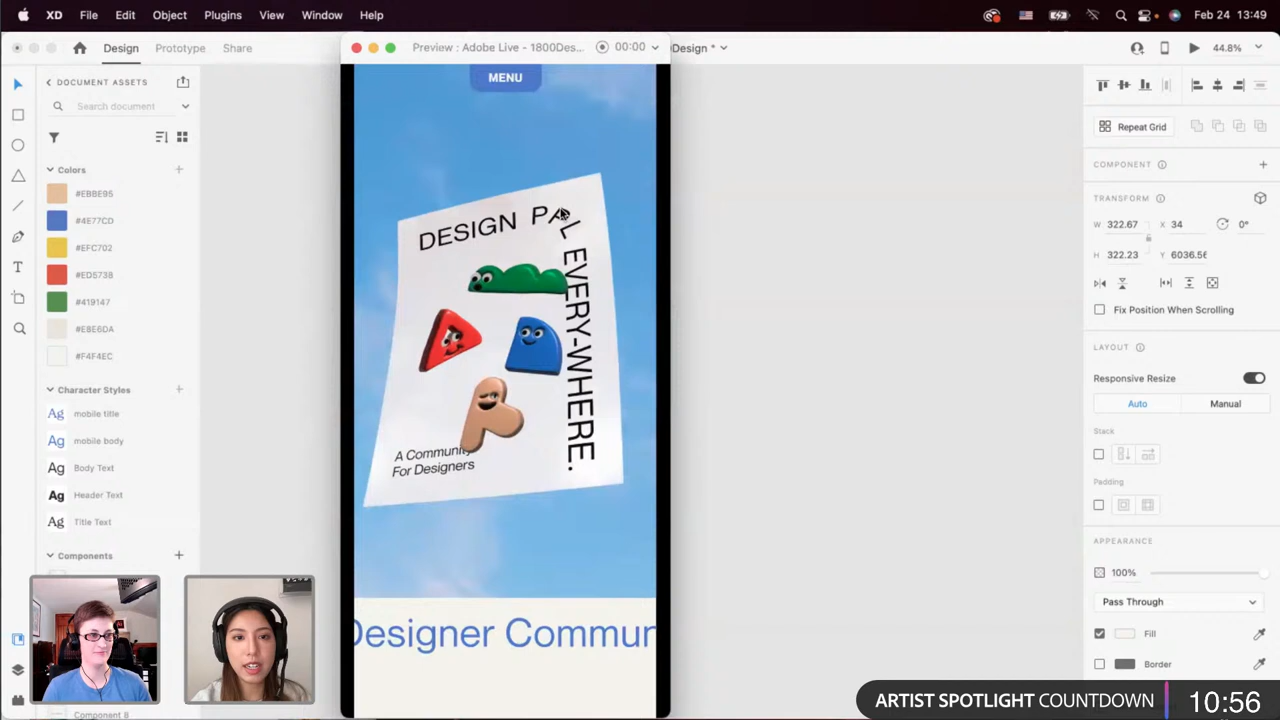 XD File Edit Object Plugins View Window Help
Feb 24 13:49
Design Prototype Share
Preview : Adobe Live - 1800Des...
00:00
Design *
44.8%
DOCUMENT ASSETS
Search document
Colors
#EBBE95
#4E77CD
#EFC702
#ED5738
#419147
#E8E6DA
#F4F4EC
Character Styles
Ag mobile title
Ag mobile body
Ag Body Text
Ag Header Text
Ag Title Text
Components
Component 8
MENU
DESIGN PAL EVERY-WHERE.
A Community
For Designers
Designer Commun
Repeat Grid
COMPONENT
TRANSFORM
W 322.67 X 34 0°
H 322.23 Y 6036.56
Fix Position When Scrolling
LAYOUT
Responsive Resize
Auto Manual
Stack
Padding
APPEARANCE
100%
Pass Through
Fill
Border
ARTIST SPOTLIGHT COUNTDOWN 10:56